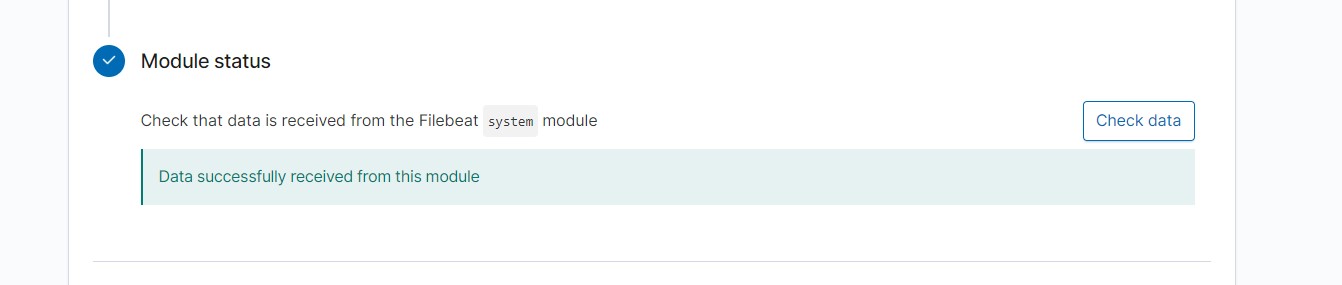 Module status
Check that data is received from the Filebeat system module
Check data
Data successfully received from this module